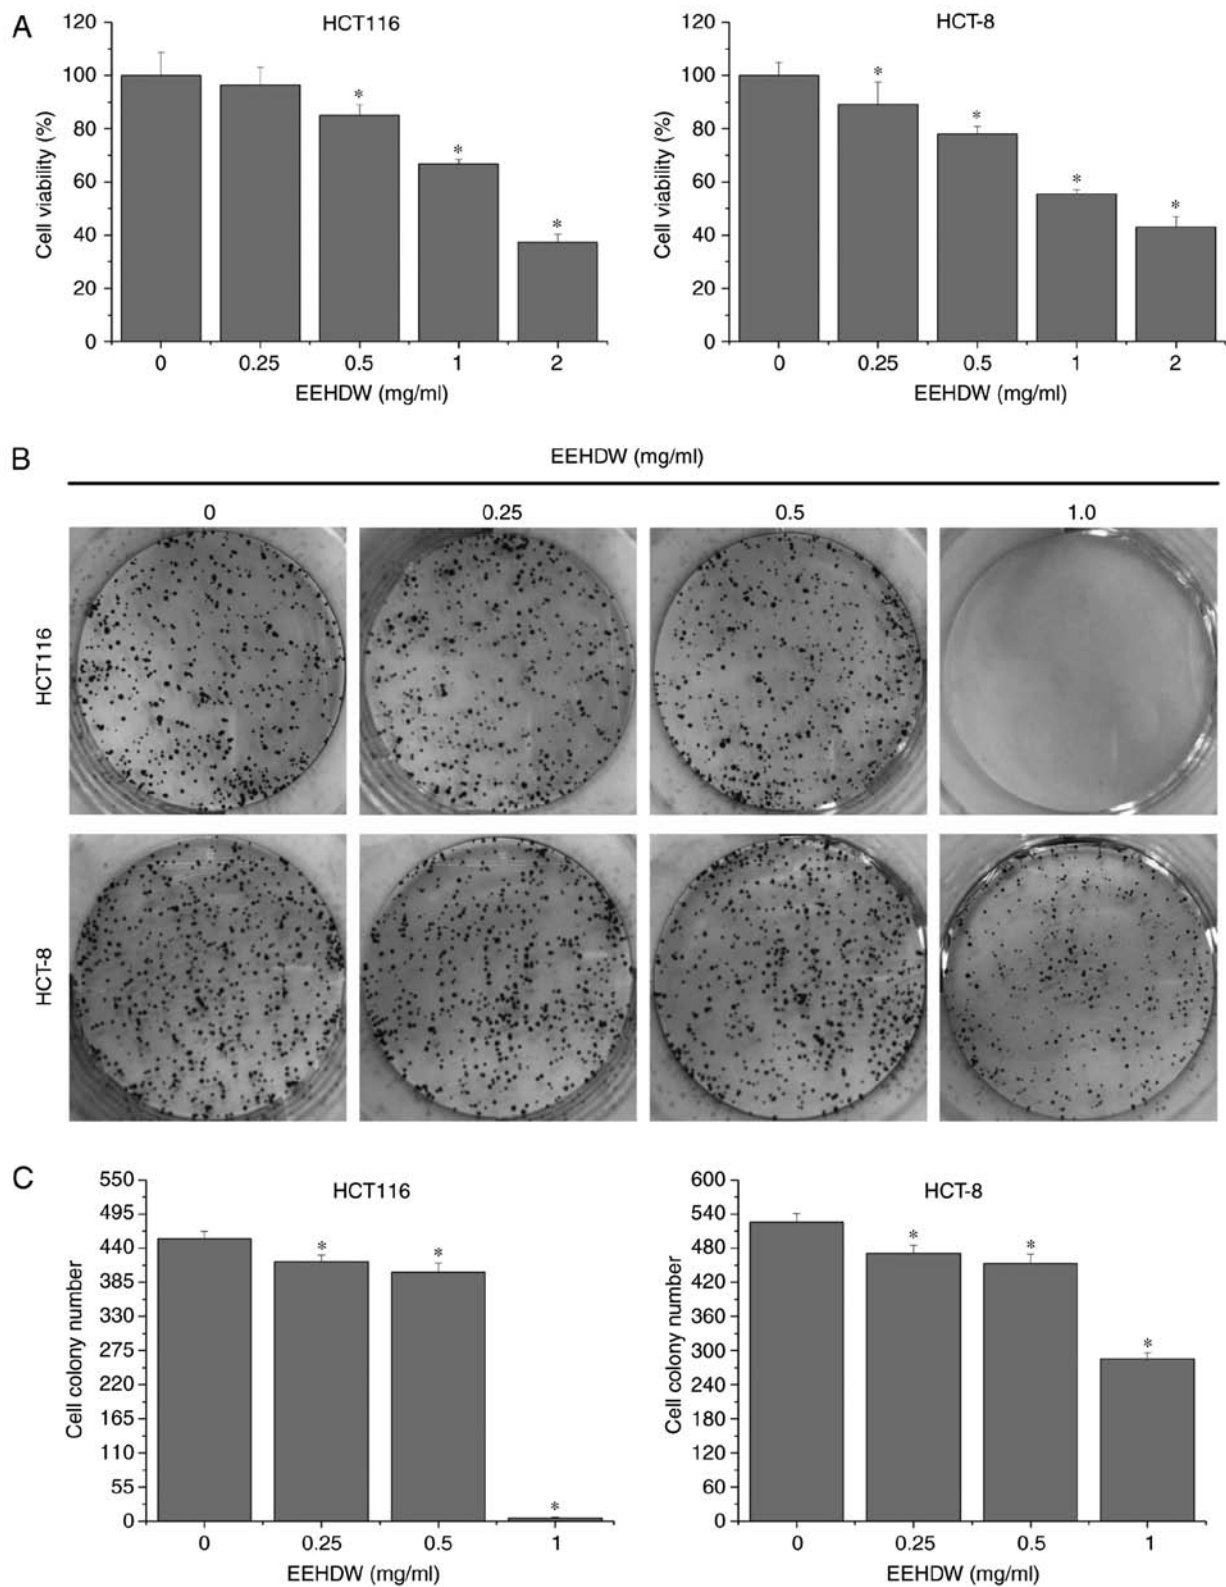 A
HCT116
120
100
80
60
40
20
0
Cell viability (%)
*
*
*
0 0.25 0.5 1 2
EEHDW (mg/ml)
HCT-8
120
100
80
60
40
20
0
Cell viability (%)
*
*
*
*
0 0.25 0.5 1 2
EEHDW (mg/ml)
B
EEHDW (mg/ml)
0 0.25 0.5 1.0
HCT116
HCT-8
C
HCT116
550
495
440
385
330
275
220
165
110
55
0
Cell colony number
*
*
*
0 0.25 0.5 1
EEHDW (mg/ml)
HCT-8
600
540
480
420
360
300
240
180
120
60
0
Cell colony number
*
*
*
0 0.25 0.5 1
EEHDW (mg/ml)